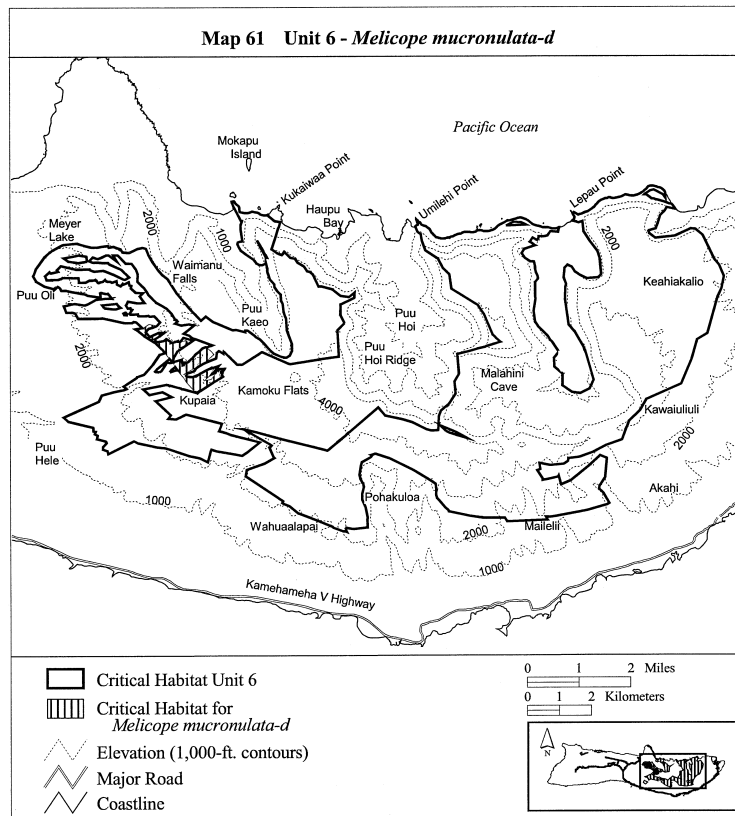 Map 61 Unit 6 - Melicope mucronulata-d
Pacific Ocean
Mokapu
Island
Kukaiwaa Point
Haupu
Bay
Umilehi Point
Lepau Point
Meyer
Lake
2000
1000
2000
Waimanu
Falls
Keahiakalio
Puu Oli
Puu
Kaeo
Puu
Hoi
Puu
Hoi Ridge
2000
Malahini
Cave
Kupaia
Kamoku Flats
4000
Kawaiuliuli
2000
Puu
Hele
1000
Pohakuloa
Akahi
Wahuaalapai
2000
Mailelii
1000
Kamehameha V Highway
Critical Habitat Unit 6
Critical Habitat for
Melicope mucronulata-d
Elevation (1,000-ft. contours)
Major Road
Coastline
0 1 2 Miles
0 1 2 Kilometers
N